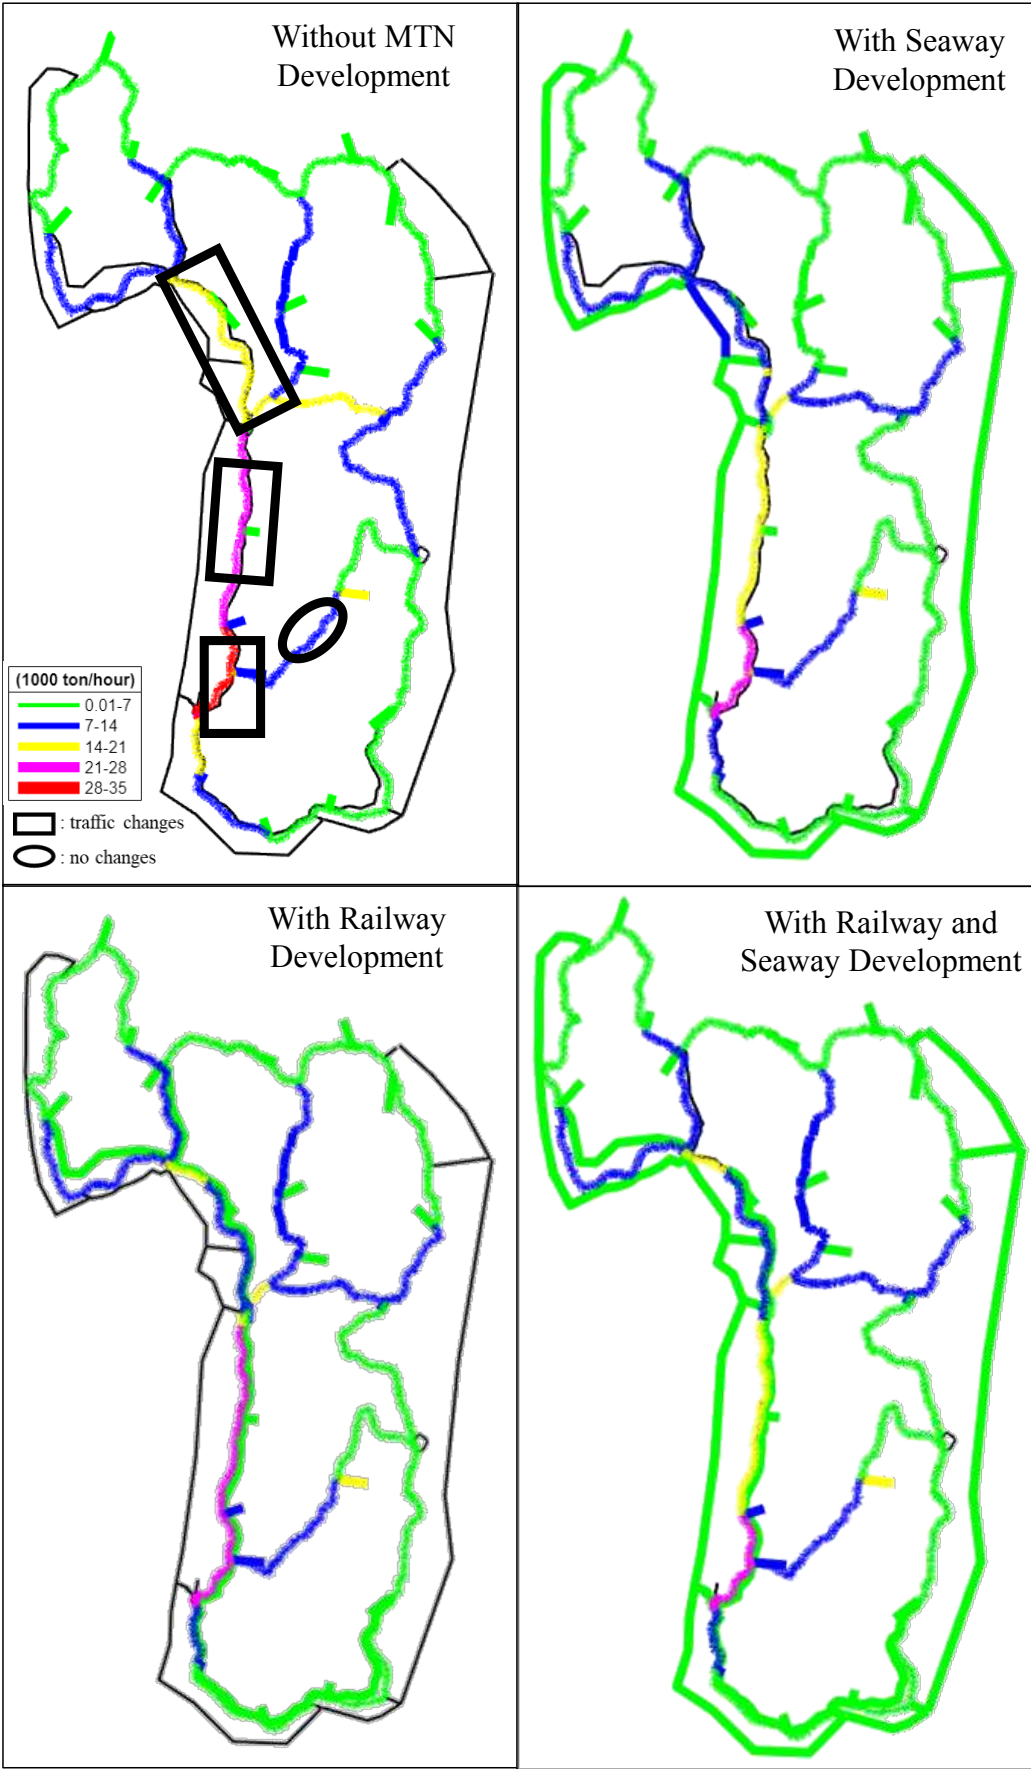 Without MTN
Development
With Seaway
Development
(1000 ton/hour)
0.01-7
7-14
14-21
21-28
28-35
: traffic changes
: no changes
With Railway
Development
With Railway and
Seaway Development